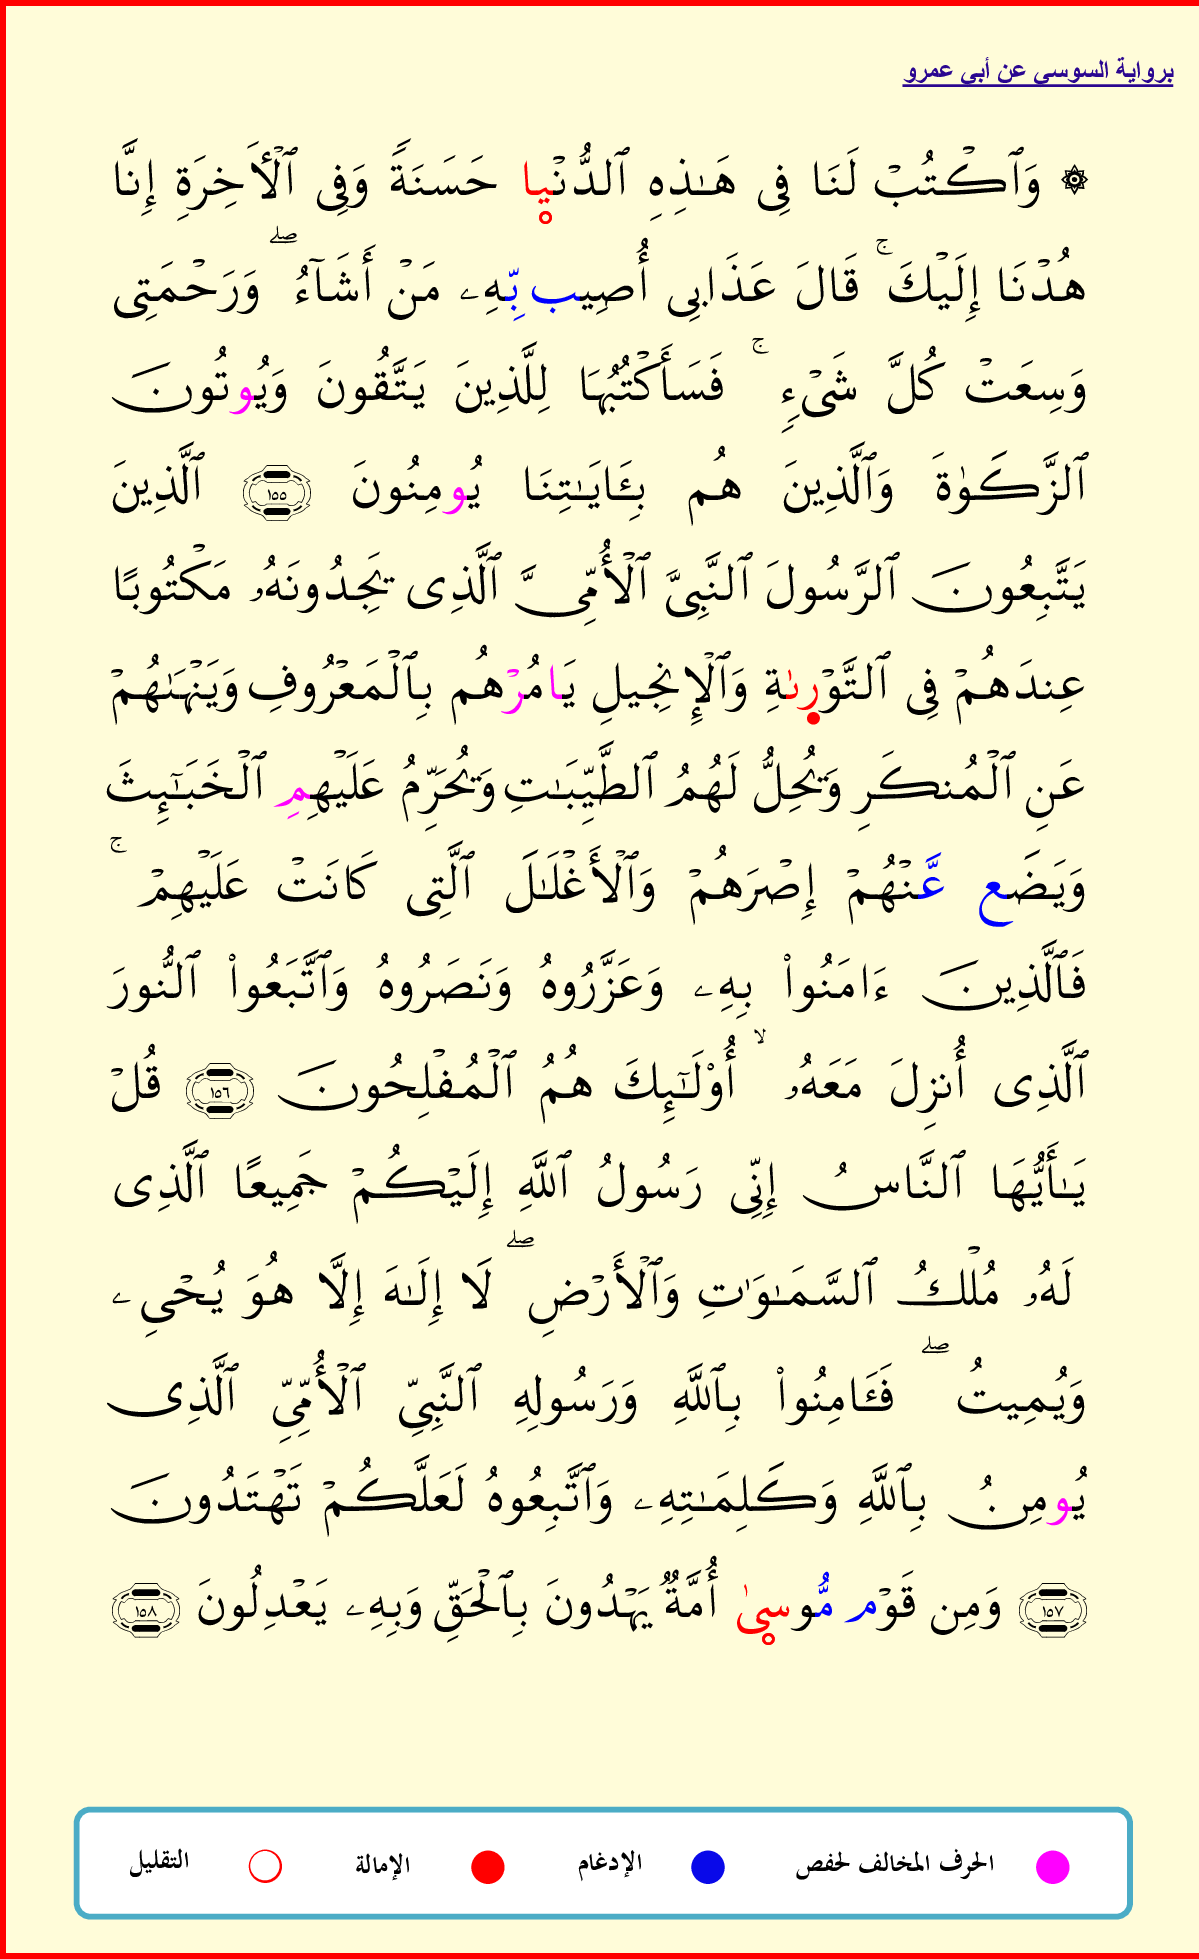 برواية السوسي عن أبي عمرو
۞ وَٱكۡتُبۡ لَنَا فِى هَـٰذِهِ ٱلدُّنۡيا حَسَنَةً وَفِى ٱلۡأَخِرَةِ إِنَّا
هُدۡنَا إِلَيۡكَ ۚ قَالَ عَذَابِى أُصِيب بِّهِۦ مَنۡ أَشَآءُ ۖ وَرَحۡمَتِى
وَسِعَتۡ كُلَّ شَىۡءٍ ۚ فَسَأَكۡتُبُهَا لِلَّذِينَ يَتَّقُونَ وَيُوتُونَ
ٱلزَّكَوٰةَ وَٱلَّذِينَ هُم بِـَٔايَـٰتِنَا يُومِنُونَ ١٥٥ ٱلَّذِينَ
يَتَّبِعُونَ ٱلرَّسُولَ ٱلنَّبِىَّ ٱلۡأُمِّىَّ ٱلَّذِى يَجِدُونَهُۥ مَكۡتُوبًا
عِندَهُمۡ فِى ٱلتَّوۡرِىٰةِ وَٱلۡإِنجِيلِ يَامُرۡهُم بِٱلۡمَعۡرُوفِ وَيَنۡهَىٰهُمۡ
عَنِ ٱلۡمُنكَرِ وَيُحِلُّ لَهُمُ ٱلطَّيِّبَـٰتِ وَيُحَرِّمُ عَلَيۡهِمِ ٱلۡخَبَـٰٓئِثَ
وَيَضَع عَّنۡهُمۡ إِصۡرَهُمۡ وَٱلۡأَغۡلَـٰلَ ٱلَّتِى كَانَتۡ عَلَيۡهِمۡ ۚ
فَٱلَّذِينَ ءَامَنُواْ بِهِۦ وَعَزَّرُوهُ وَنَصَرُوهُ وَٱتَّبَعُواْ ٱلنُّورَ
ٱلَّذِى أُنزِلَ مَعَهُۥ ۙ أُوْلَـٰٓئِكَ هُمُ ٱلۡمُفۡلِحُونَ ١٥٦ قُلۡ
يَـٰٓأَيُّهَا ٱلنَّاسُ إِنِّى رَسُولُ ٱللَّهِ إِلَيۡكُمۡ جَمِيعًا ٱلَّذِى
لَهُۥ مُلۡكُ ٱلسَّمَـٰوَٰتِ وَٱلۡأَرۡضِ ۖ لَا إِلَـٰهَ إِلَّا هُوَ يُحۡىِۦ
وَيُمِيتُ ۖ فَـَٔامِنُواْ بِٱللَّهِ وَرَسُولِهِ ٱلنَّبِىِّ ٱلۡأُمِّىِّ ٱلَّذِى
يُومِنُ بِٱللَّهِ وَكَلِمَـٰتِهِۦ وَٱتَّبِعُوهُ لَعَلَّكُمۡ تَهۡتَدُونَ
١٥٧ وَمِن قَوۡم مُّوسِىٰ أُمَّةٌ يَهۡدُونَ بِٱلۡحَقِّ وَبِهِۦ يَعۡدِلُونَ ١٥٨
الحرف المخالف لحفص الإدغام الإمالة التقليل